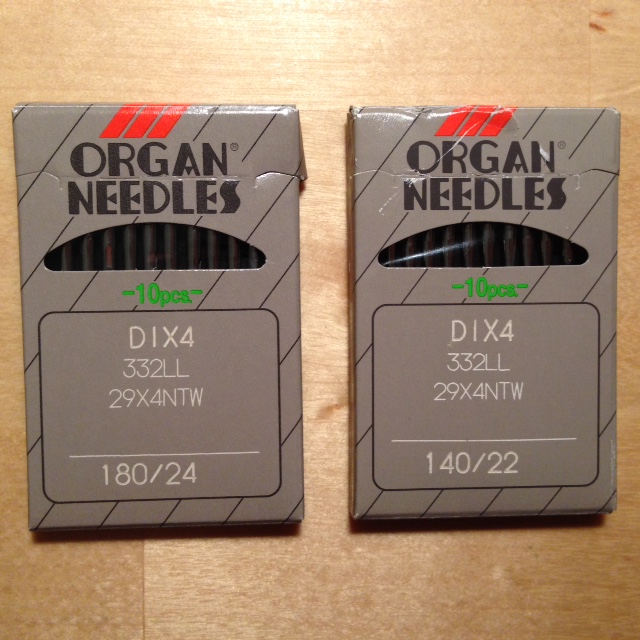 ORGAN®
NEEDLES
-10pcs-
DIX4
332LL
29X4NTW
180/24
ORGAN®
NEEDLES
-10pcs-
DIX4
332LL
29X4NTW
140/22